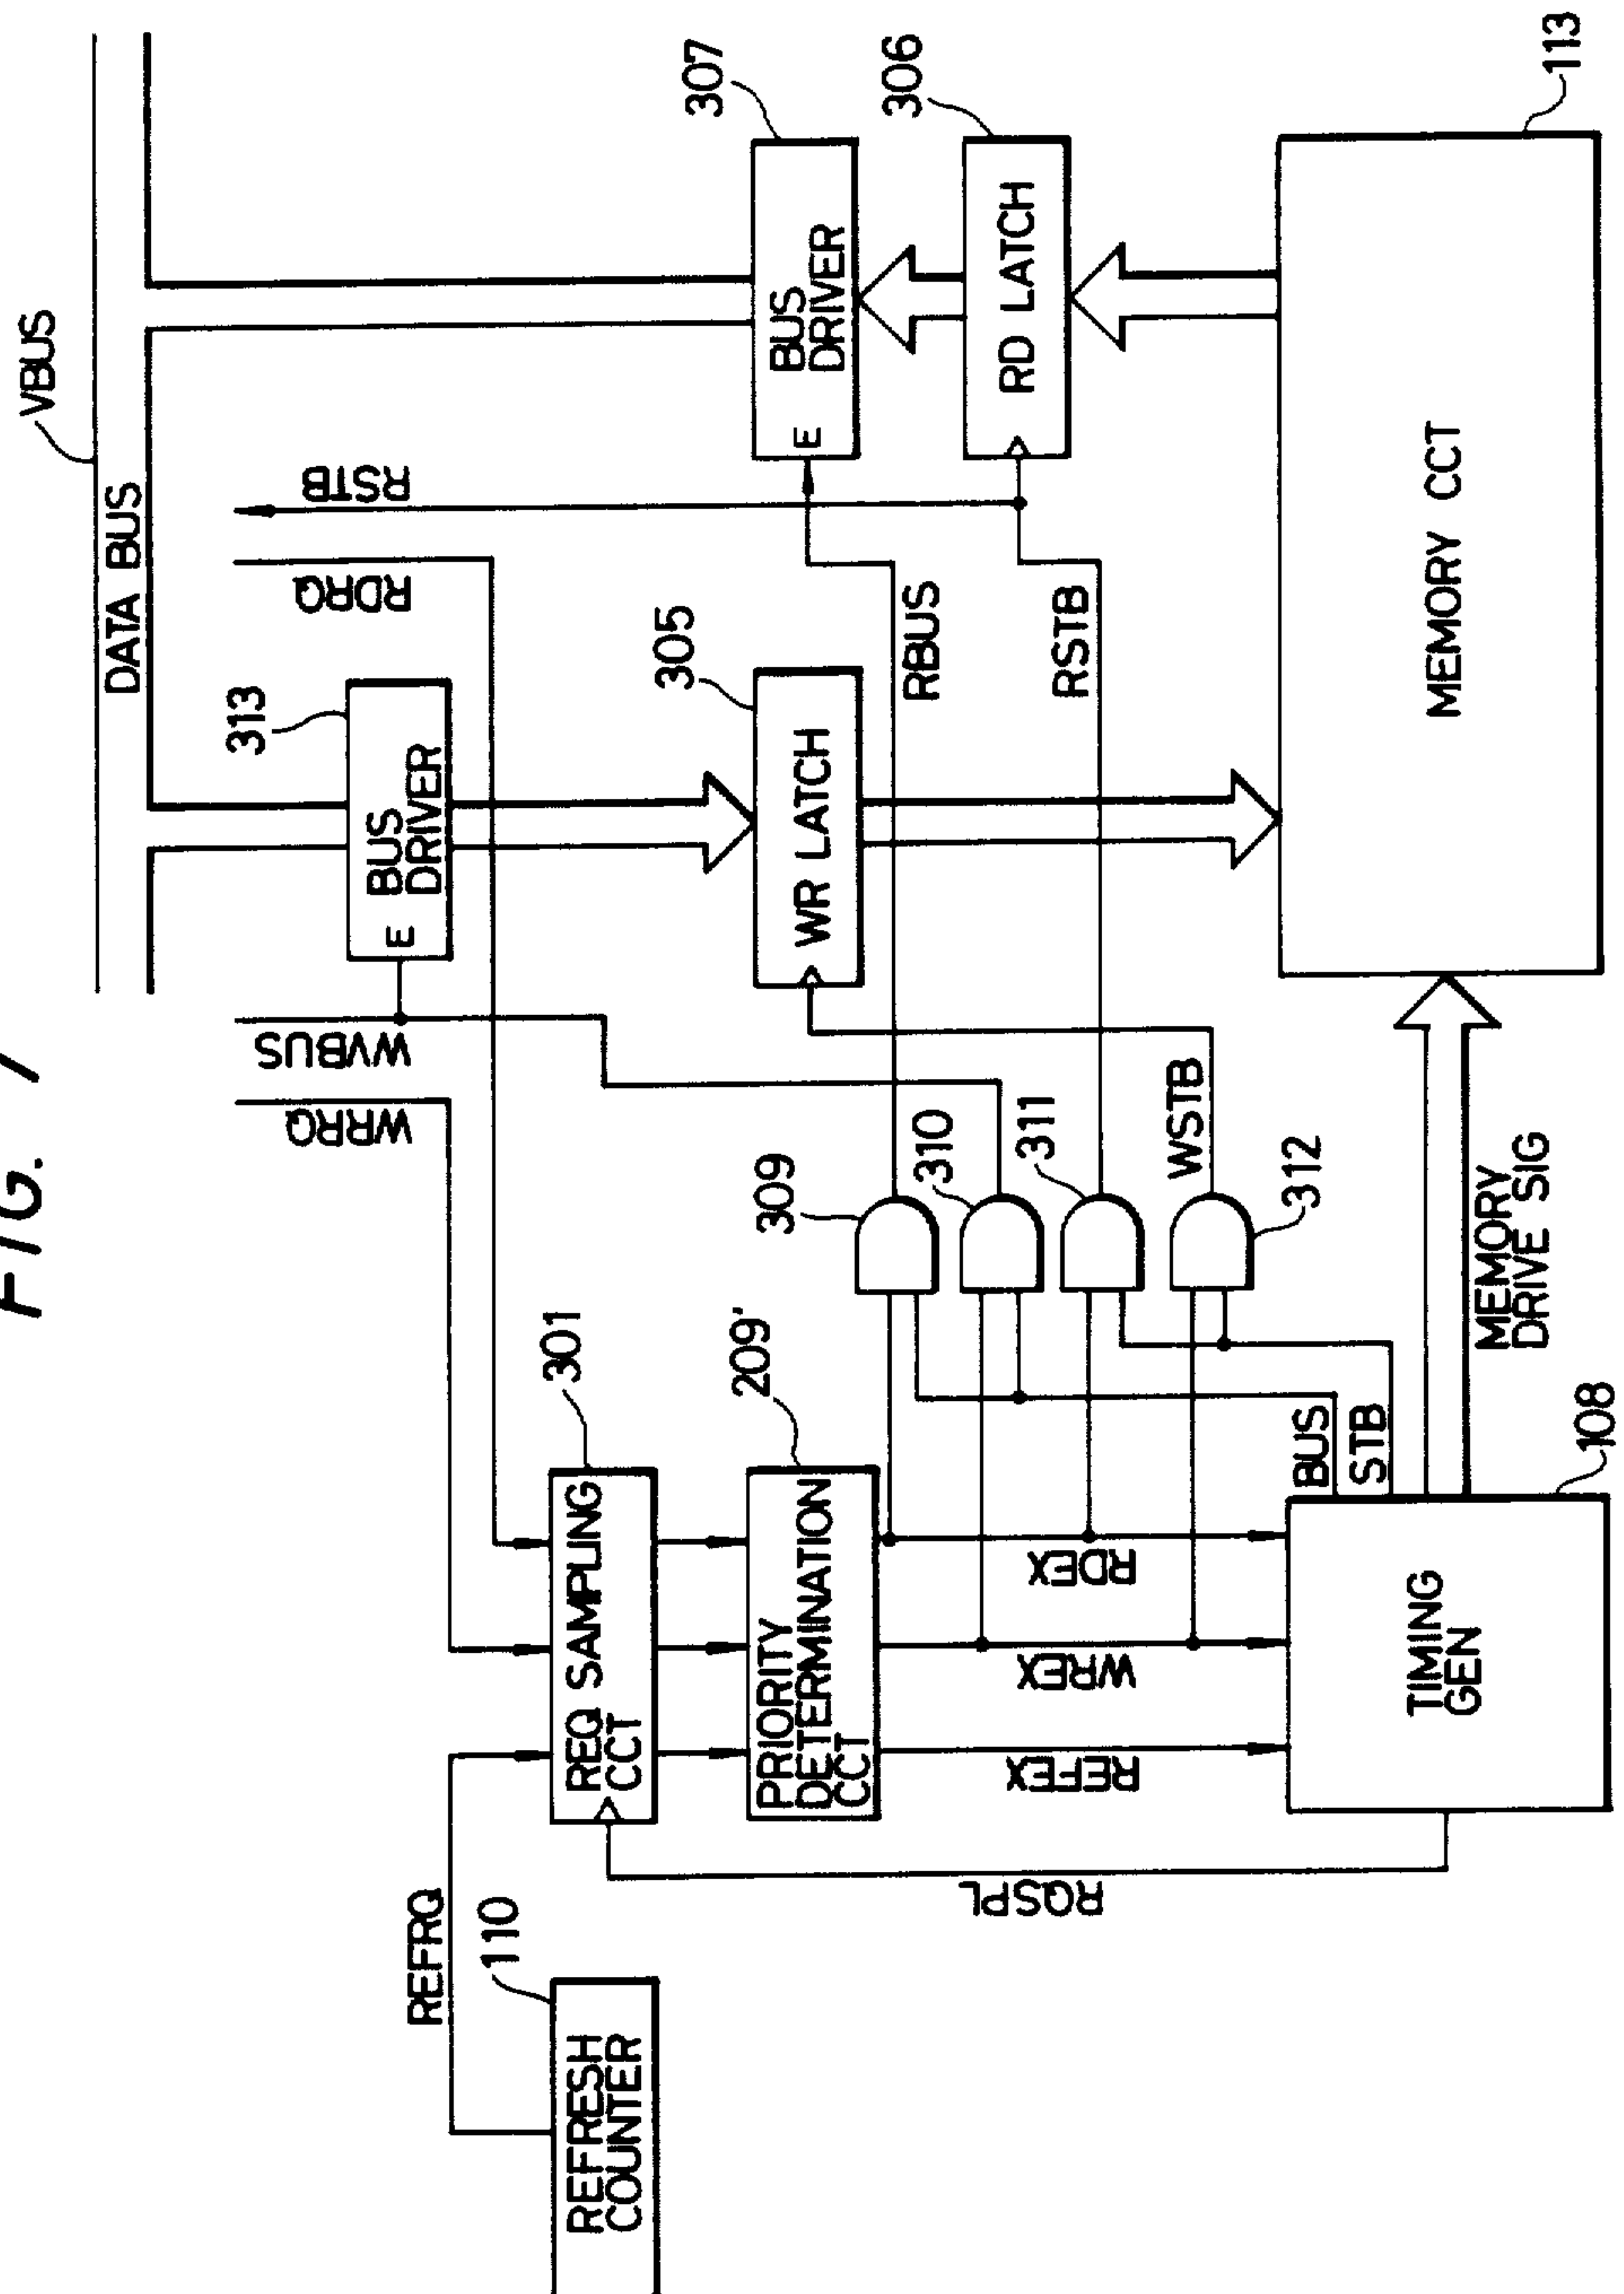 FIG. 7
VBUS
DATA BUS
WRRQ
WVBUS
RDRQ
RSTB
313
BUS
DRIVER
E
REFRQ
110
REFRESH
COUNTER
301
REQ SAMPLING
CCT
209'
PRIORITY
DETERMINATION
CCT
305
WR LATCH
307
BUS
DRIVER
E
306
RD LATCH
309
310
311
312
RBUS
RSTB
WSTB
RQSPL
REFEX
WREX
RDEX
BUS
STB
TIMING
GEN
108
MEMORY
DRIVE SIG
MEMORY CCT
113